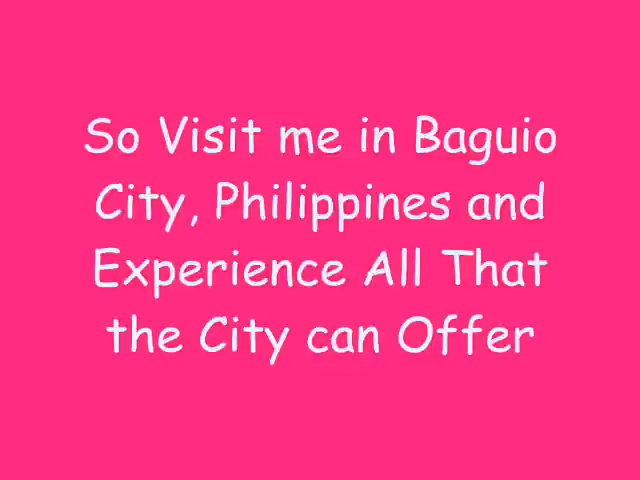 So Visit me in Baguio
City, Philippines and
Experience All That
the City can Offer